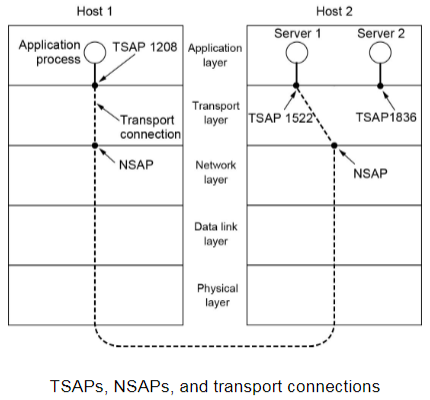 Host 1
Host 2
Application
process
TSAP 1208
Application
layer
Server 1
Server 2
Transport
connection
Transport
layer
TSAP 1522
TSAP1836
NSAP
Network
layer
NSAP
Data link
layer
Physical
layer
TSAPs, NSAPs, and transport connections